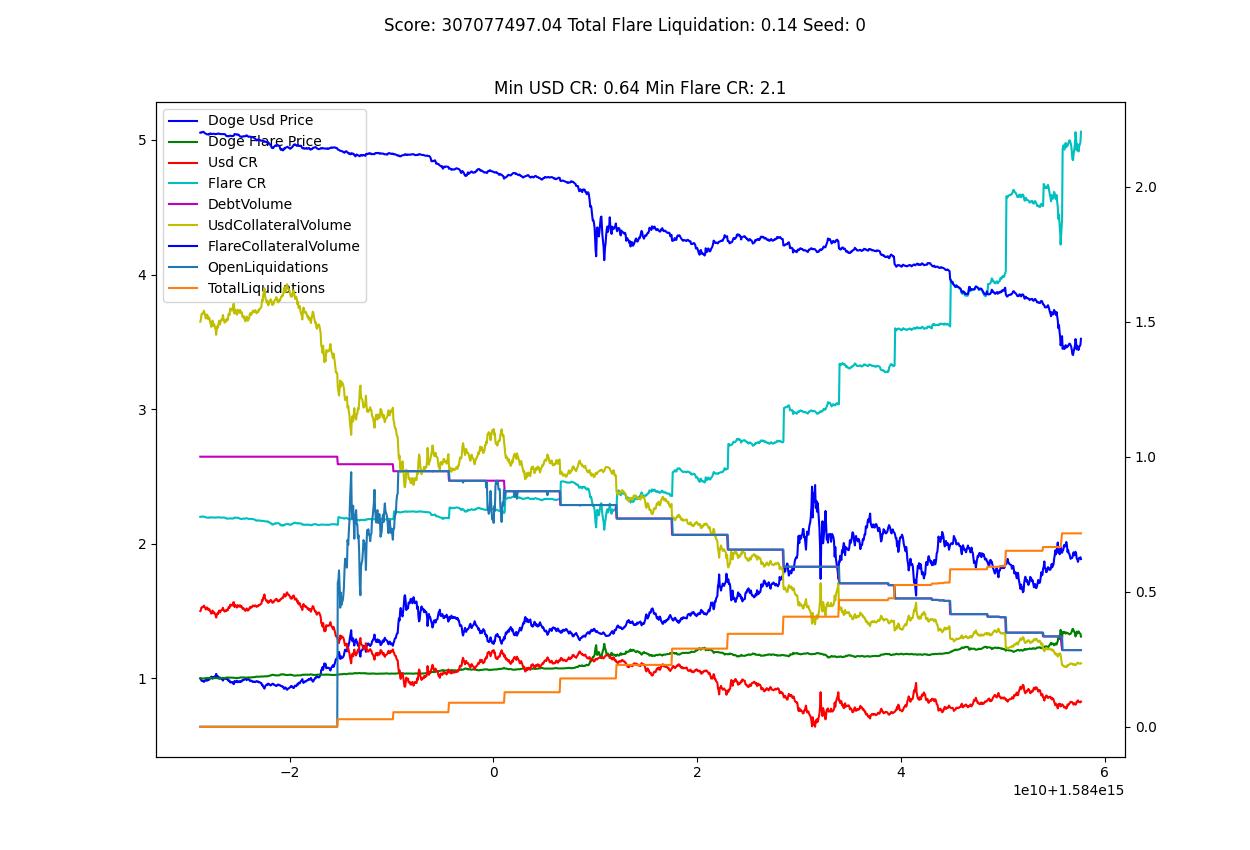 Score: 307077497.04 Total Flare Liquidation: 0.14 Seed: 0
Min USD CR: 0.64 Min Flare CR: 2.1
Doge Usd Price
Doge Flare Price
Usd CR
Flare CR
DebtVolume
UsdCollateralVolume
FlareCollateralVolume
OpenLiquidations
TotalLiquidations
5
4
3
2
1
2.0
1.5
1.0
0.5
0.0
−2
0
2
4
6
1e10+1.584e15